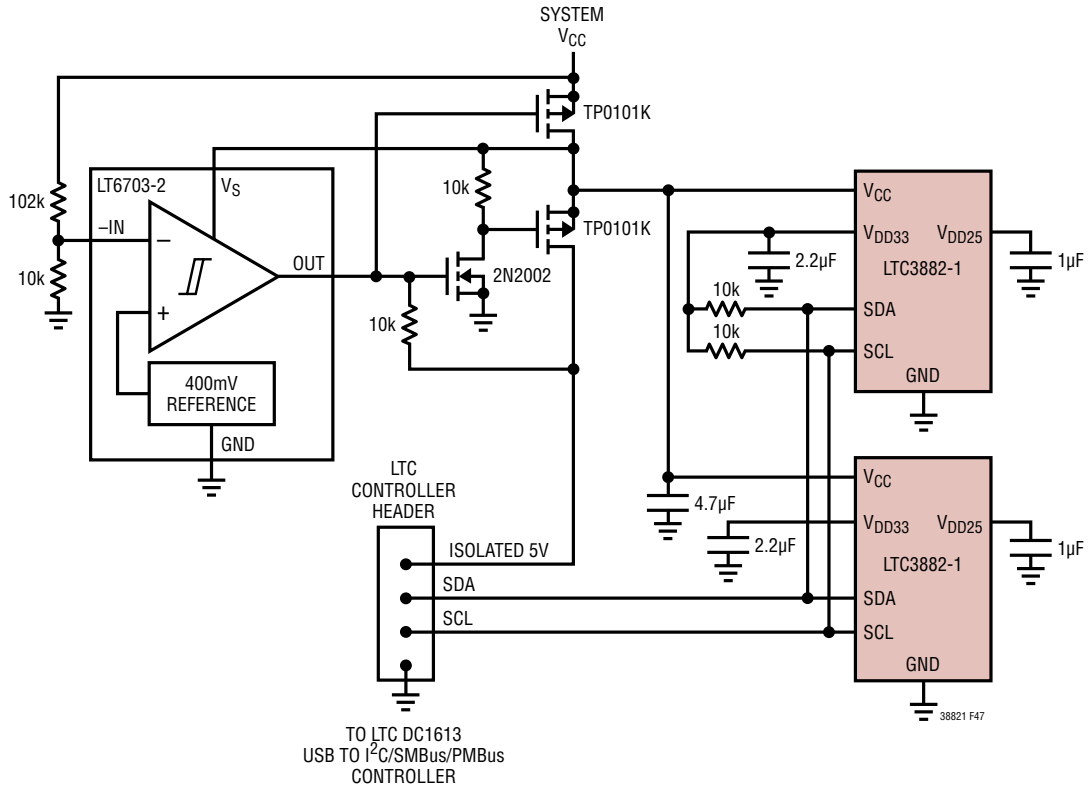 SYSTEM
VCC
TP0101K
LT6703-2
VS
102k
–IN
10k
–
+
OUT
400mV
REFERENCE
GND
10k
10k
2N2002
TP0101K
VCC
VDD33
VDD25
2.2µF
1µF
LTC3882-1
10k
SDA
10k
SCL
GND
VCC
4.7µF
VDD33
VDD25
2.2µF
1µF
LTC3882-1
SDA
SCL
GND
38821 F47
LTC
CONTROLLER
HEADER
ISOLATED 5V
SDA
SCL
TO LTC DC1613
USB TO I2C/SMBus/PMBus
CONTROLLER